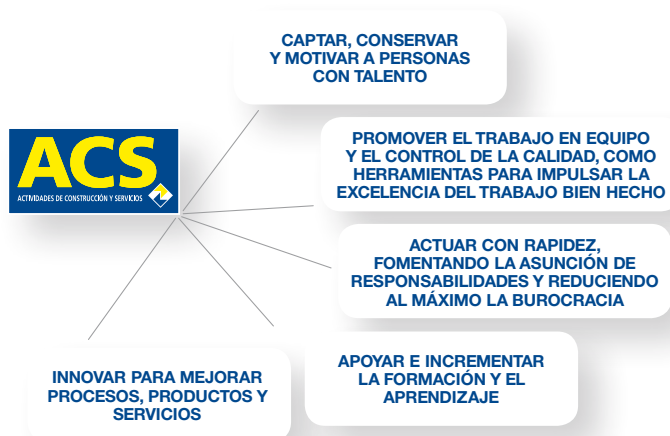 CAPTAR, CONSERVAR
Y MOTIVAR A PERSONAS
CON TALENTO
ACS
ACTIVIDADES DE CONSTRUCCIÓN Y SERVICIOS
PROMOVER EL TRABAJO EN EQUIPO
Y EL CONTROL DE LA CALIDAD, COMO
HERRAMIENTAS PARA IMPULSAR LA
EXCELENCIA DEL TRABAJO BIEN HECHO
ACTUAR CON RAPIDEZ,
FOMENTANDO LA ASUNCIÓN DE
RESPONSABILIDADES Y REDUCIENDO
AL MÁXIMO LA BUROCRACIA
APOYAR E INCREMENTAR
LA FORMACIÓN Y EL
APRENDIZAJE
INNOVAR PARA MEJORAR
PROCESOS, PRODUCTOS Y
SERVICIOS